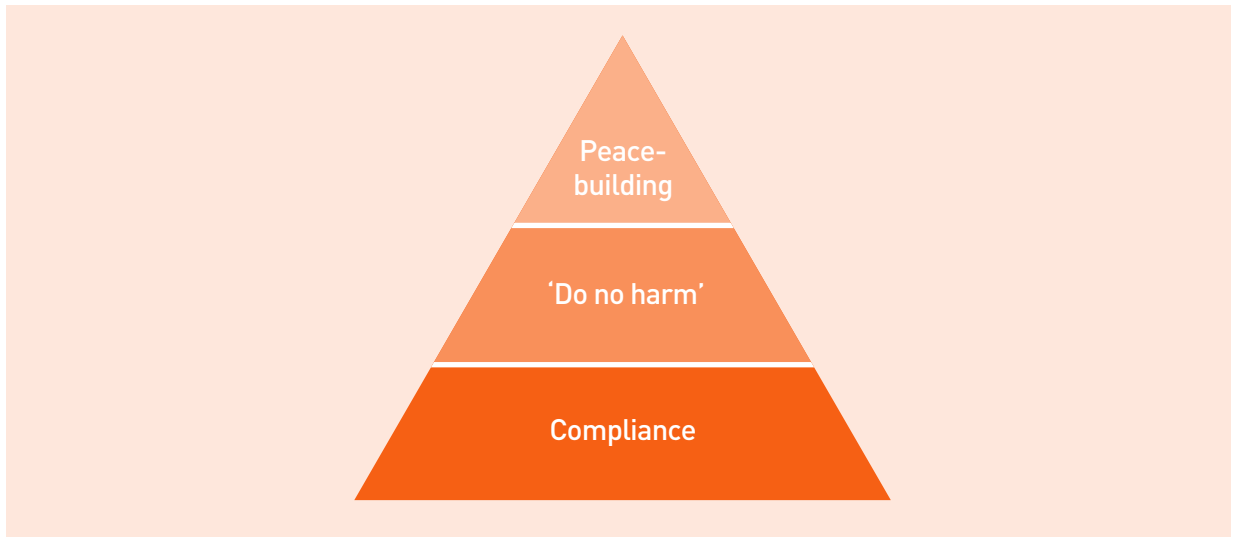 Peace-
building
‘Do no harm’
Compliance